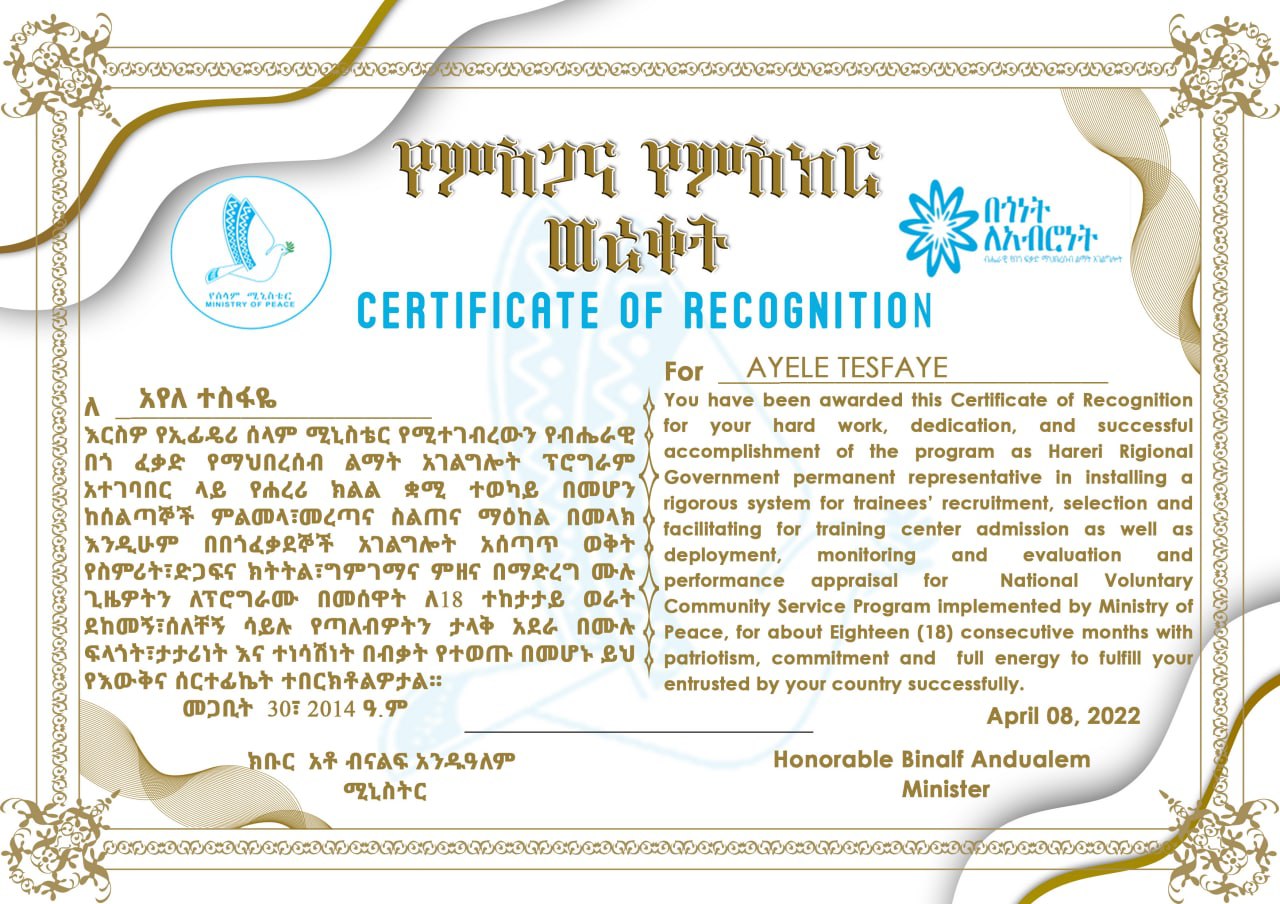 የምስጋና የምስክር
ወረቀት
CERTIFICATE OF RECOGNITION
የሰላም ሚኒስቴር
MINISTRY OF PEACE
በጎነት
ለአብሮነት
ብሔራዊ የበጎ ፍቃድ ማህበረሰብ ልማት አገልግሎት
ለ አየለ ተስፋዬ
እርስዎ የኢፊዴሪ ሰላም ሚኒስቴር የሚተገብረውን የብሔራዊ
በጎ ፈቃድ የማህበረሰብ ልማት አገልግሎት ፕሮግራም
አተገባበር ላይ የሐረሪ ክልል ቋሚ ተወካይ በመሆን
ከሰልጣኞች ምልመላ፣መረጣና ስልጠና ማዕከል በመላክ
እንዲሁም በበጎፈቃደኞች አገልግሎት አሰጣጥ ወቅት
የስምሪት፣ድጋፍና ክትትል፣ግምገማና ምዘና በማድረግ ሙሉ
ጊዜዎትን ለፕሮግራሙ በመሰዋት ለ18 ተከታታይ ወራት
ደከመኝ፣ሰለቸኝ ሳይሉ የጣለብዎትን ታላቅ አደራ በሙሉ
ፍላጎት፣ታታሪነት እና ተነሳሽነት በብቃት የተወጡ በመሆኑ ይህ
የእውቅና ሰርተፊኬት ተበርክቶልዎታል።
መጋቢት 30፣ 2014 ዓ.ም
ክቡር አቶ ብናልፍ አንዱዓለም
ሚኒስትር
For AYELE TESFAYE
You have been awarded this Certificate of Recognition
for your hard work, dedication, and successful
accomplishment of the program as Hareri Rigional
Government permanent representative in installing a
rigorous system for trainees’ recruitment, selection and
facilitating for training center admission as well as
deployment, monitoring and evaluation and
performance appraisal for National Voluntary
Community Service Program implemented by Ministry of
Peace, for about Eighteen (18) consecutive months with
patriotism, commitment and full energy to fulfill your
entrusted by your country successfully.
April 08, 2022
Honorable Binalf Andualem
Minister